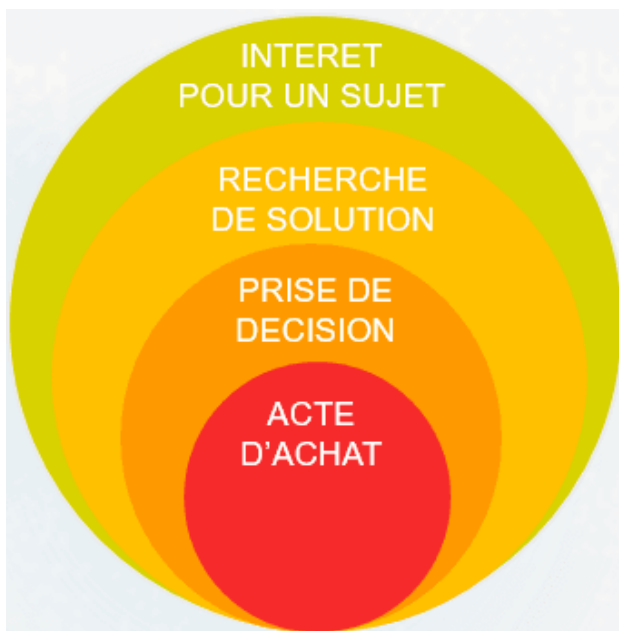 INTERET
POUR UN SUJET
RECHERCHE
DE SOLUTION
PRISE DE
DECISION
ACTE
D’ACHAT